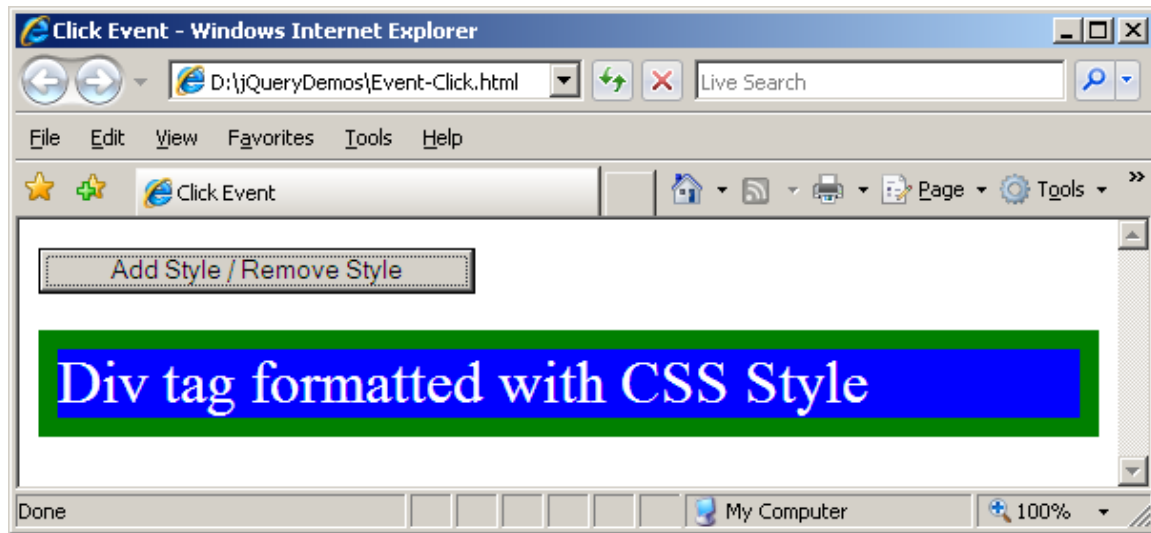 Click Event - Windows Internet Explorer
D:\jQueryDemos\Event-Click.html
Live Search
File Edit View Favorites Tools Help
Click Event
Page Tools »
Add Style / Remove Style
Div tag formatted with CSS Style
Done
My Computer
100%